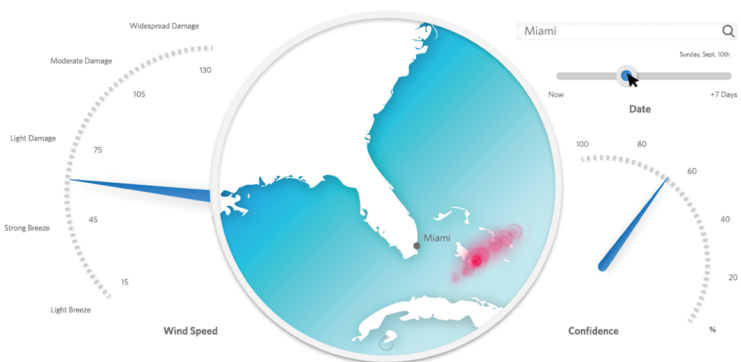 Widespread Damage
Moderate Damage
130
105
Light Damage
75
Strong Breeze
45
15
Light Breeze
Wind Speed
Miami
Miami
Sunday, Sept. 10th
Now
+7 Days
Date
100
80
60
40
20
%
Confidence